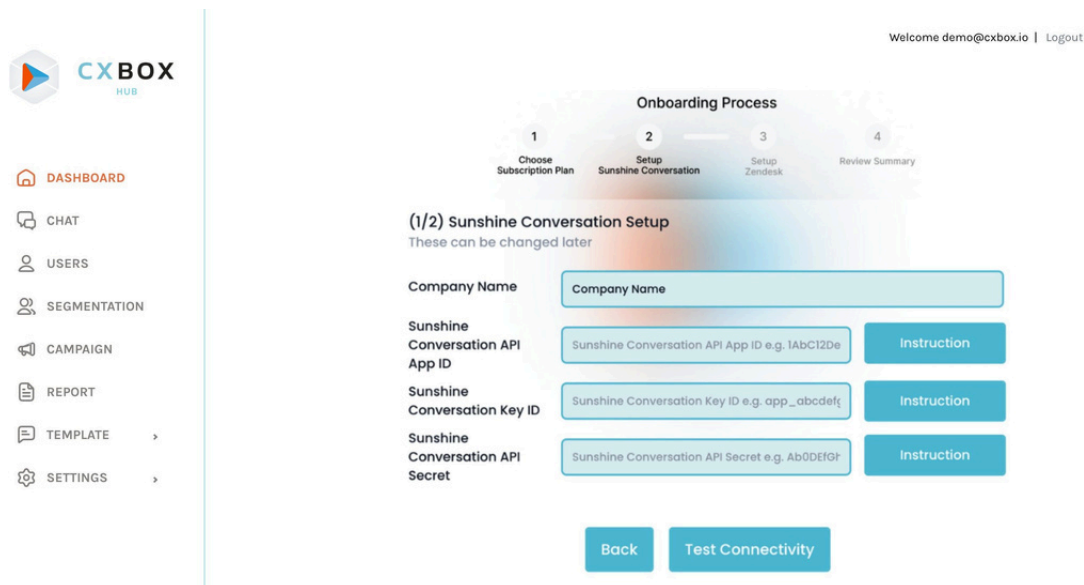 Welcome demo@cxbox.io | Logout
CXBOX
HUB
DASHBOARD
CHAT
USERS
SEGMENTATION
CAMPAIGN
REPORT
TEMPLATE >
SETTINGS >
Onboarding Process
1
2
3
4
Choose
Subscription Plan
Setup
Sunshine Conversation
Setup
Zendesk
Review Summary
(1/2) Sunshine Conversation Setup
These can be changed later
Company Name
Company Name
Sunshine
Conversation API
App ID
Sunshine Conversation API App ID e.g. 1AbC12De
Instruction
Sunshine
Conversation Key ID
Sunshine Conversation Key ID e.g. app_abcdefg
Instruction
Sunshine
Conversation API
Secret
Sunshine Conversation API Secret e.g. Ab0DEfGh
Instruction
Back
Test Connectivity